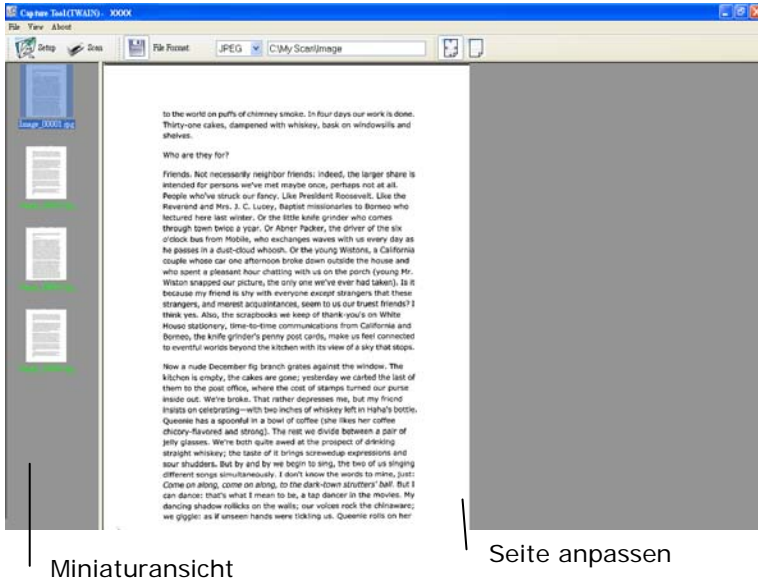 Capture Tool(TWAIN) - XXXX
File View About
Setup Scan File Format JPEG C:\My Scan\Image
Image_00001.jpg
to the world on puffs of chimney smoke. In four days our work is done.
Thirty-one cakes, dampened with whiskey, bask on windowsills and
shelves.
Who are they for?
Friends. Not necessarily neighbor friends: indeed, the larger share is
intended for persons we've met maybe once, perhaps not at all.
People who've struck our fancy. Like President Roosevelt. Like the
Reverend and Mrs. J. C. Lucey, Baptist missionaries to Borneo who
lectured here last winter. Or the little knife grinder who comes
through town twice a year. Or Abner Packer, the driver of the six
o'clock bus from Mobile, who exchanges waves with us every day as
he passes in a dust-cloud whoosh. Or the young Wistons, a California
couple whose car one afternoon broke down outside the house and
who spent a pleasant hour chatting with us on the porch (young Mr.
Wiston snapped our picture, the only one we've ever had taken). Is it
because my friend is shy with everyone except strangers that these
strangers, and merest acquaintances, seem to us our truest friends? I
think yes. Also, the scrapbooks we keep of thank-you's on White
House stationery, time-to-time communications from California and
Borneo, the knife grinder's penny post cards, make us feel connected
to eventful worlds beyond the kitchen with its view of a sky that stops.
Now a nude December fig branch grates against the window. The
kitchen is empty, the cakes are gone; yesterday we carted the last of
them to the post office, where the cost of stamps turned our purse
inside out. We're broke. That rather depresses me, but my friend
insists on celebrating—with two inches of whiskey left in Haha's bottle.
Queenie has a spoonful in a bowl of coffee (she likes her coffee
chicory-flavored and strong). The rest we divide between a pair of
jelly glasses. We're both quite awed at the prospect of drinking
straight whiskey; the taste of it brings screwedup expressions and
sour shudders. But by and by we begin to sing, the two of us singing
different songs simultaneously. I don't know the words to mine, just:
Come on along, come on along, to the dark-town strutters' ball. But I
can dance: that's what I mean to be, a tap dancer in the movies. My
dancing shadow rollicks on the walls; our voices rock the chinaware;
we giggle: as if unseen hands were tickling us. Queenie rolls on her
Miniaturansicht
Seite anpassen